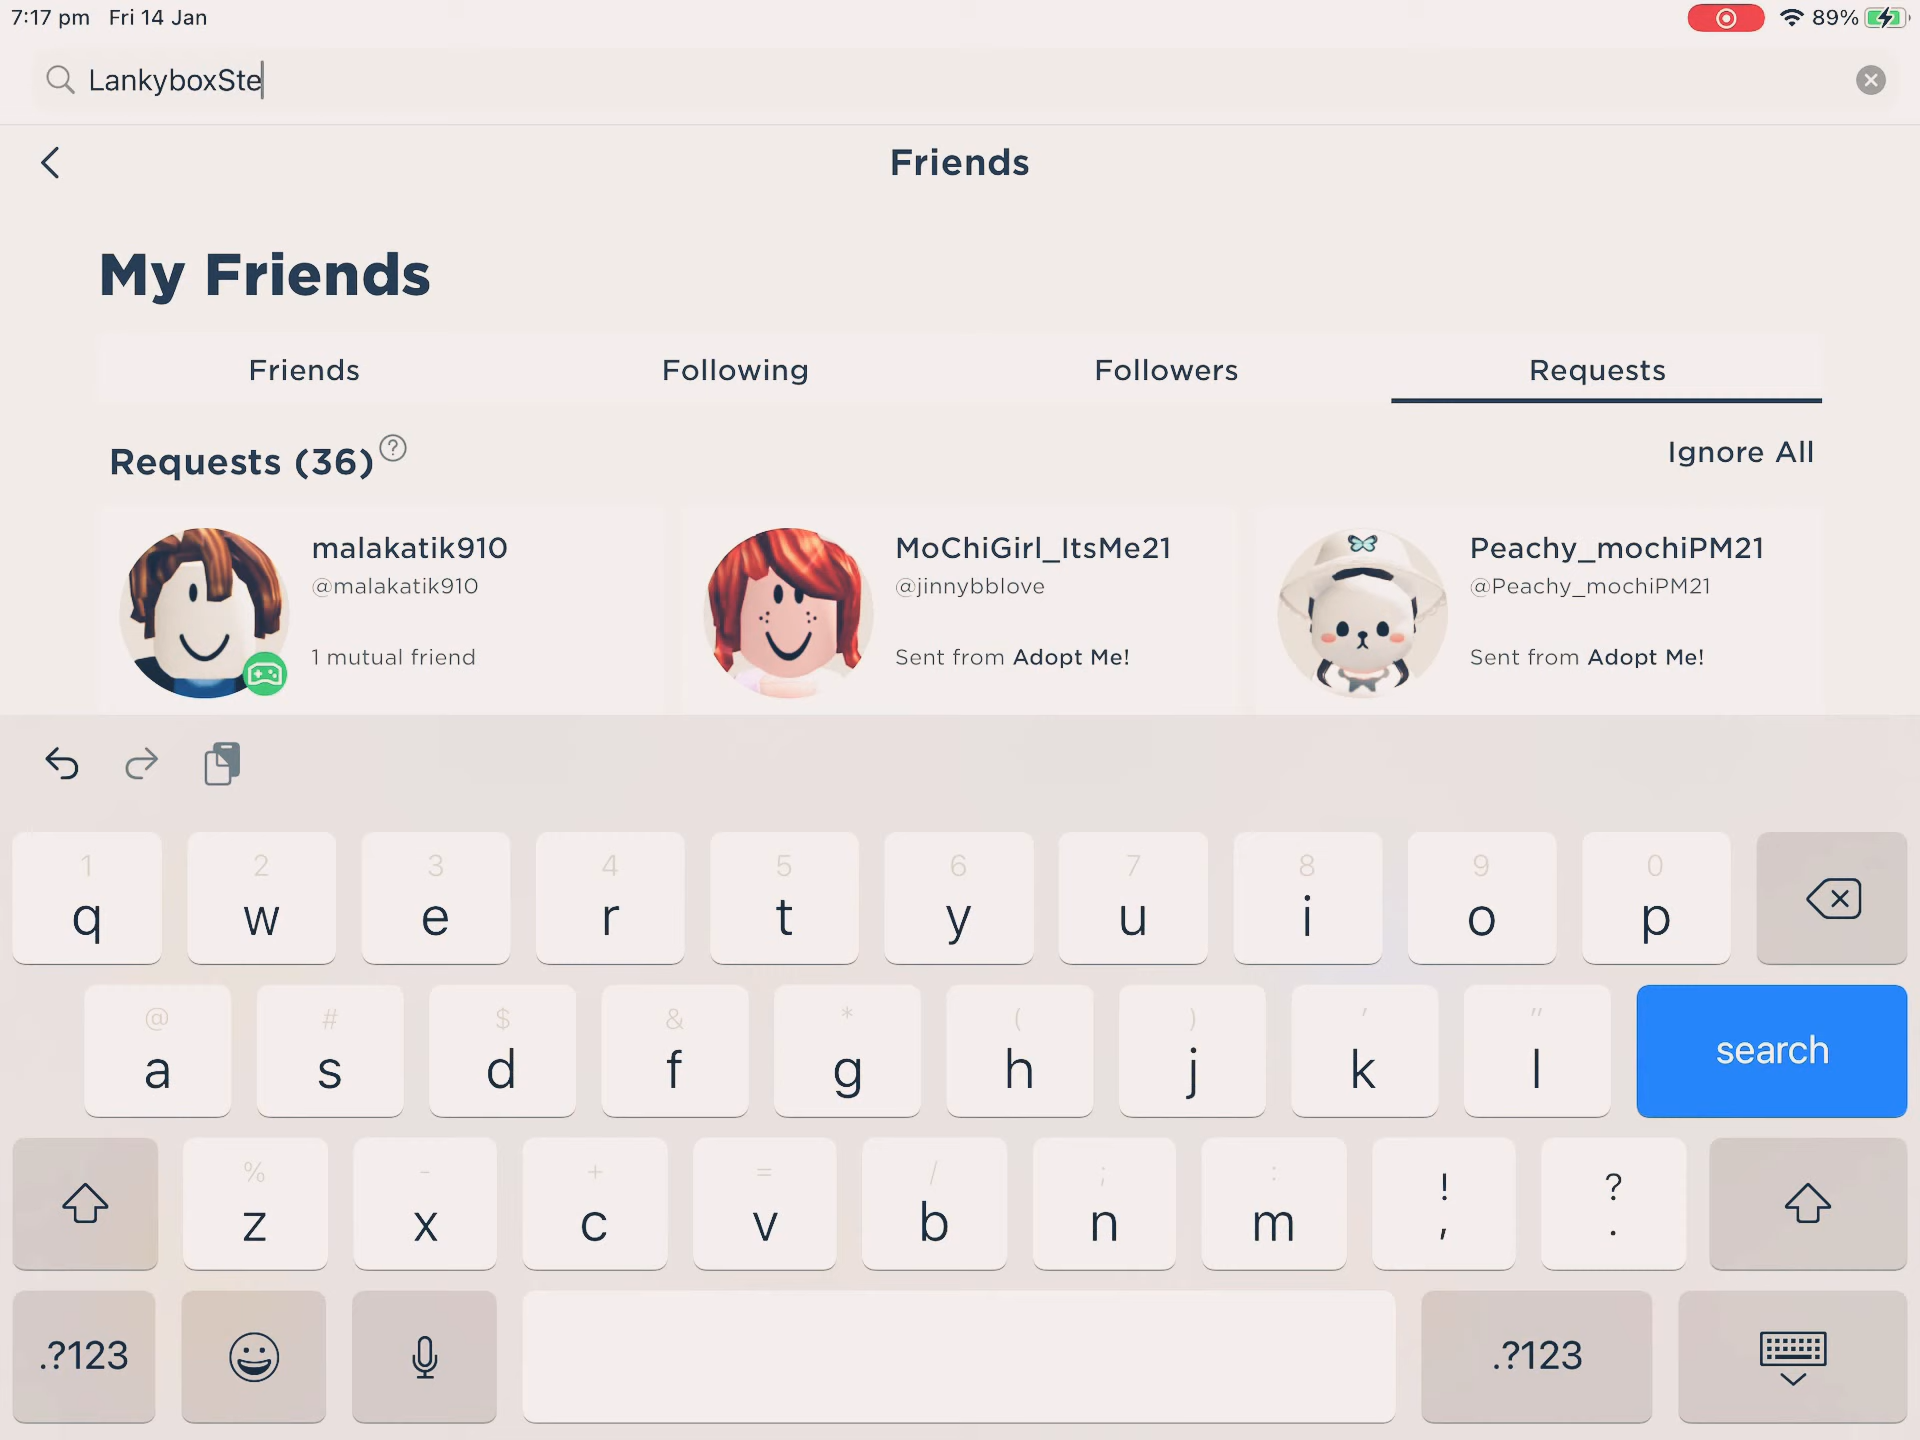 7:17 pm Fri 14 Jan 89%
LankyboxSte
Friends
My Friends
Friends Following Followers Requests
Requests (36) ? Ignore All
malakatik910 MoChiGirl_ItsMe21 Peachy_mochiPM21
@malakatik910 @jinnybblove @Peachy_mochiPM21
1 mutual friend Sent from Adopt Me! Sent from Adopt Me!
1 2 3 4 5 6 7 8 9 0
q w e r t y u i o p
@ # $ & * ( ) ' "
a s d f g h j k l search
% - + = / ; : ! ?
z x c v b n m , .
.?123 .?123